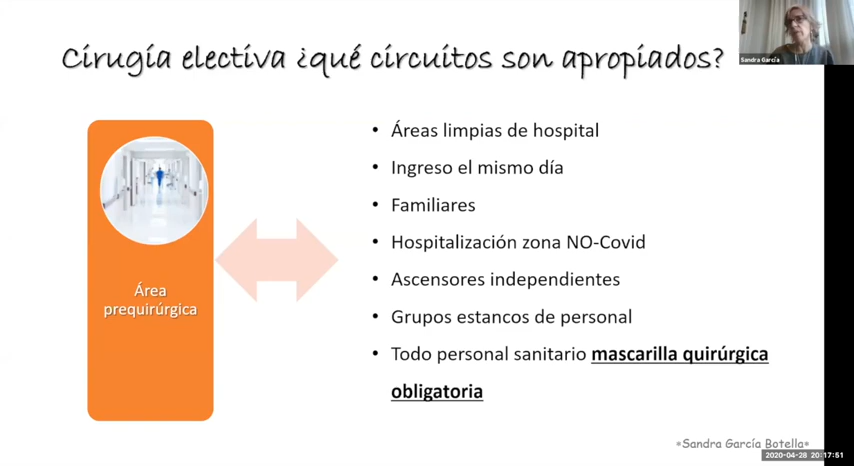 Cirugía electiva ¿qué circuitos son apropiados?
Sandra García
Área
prequirúrgica
• Áreas limpias de hospital
• Ingreso el mismo día
• Familiares
• Hospitalización zona NO-Covid
• Ascensores independientes
• Grupos estancos de personal
• Todo personal sanitario mascarilla quirúrgica
obligatoria
*Sandra García Botella*
2020-04-28 20:17:51